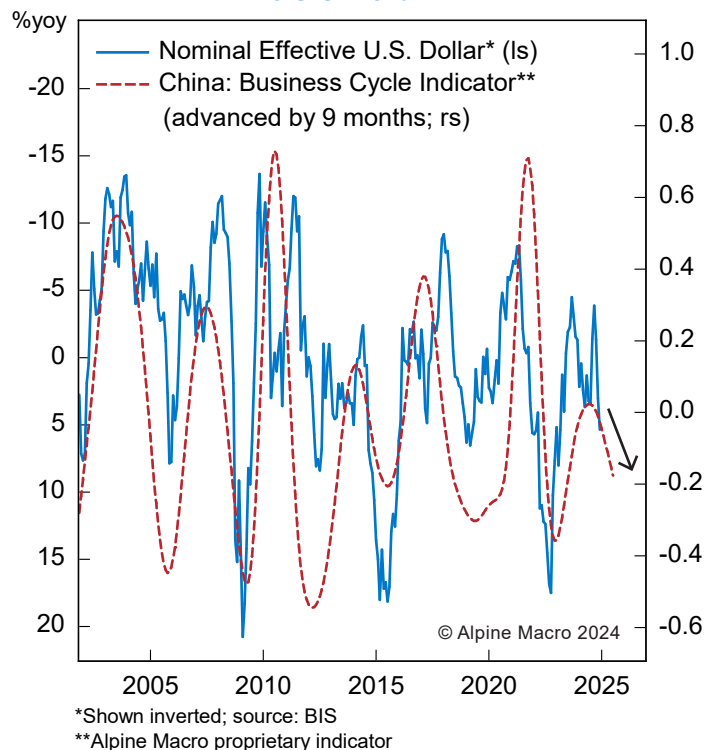 %yoy
Nominal Effective U.S. Dollar* (ls)
China: Business Cycle Indicator**
(advanced by 9 months; rs)
-20
-15
-10
-5
0
5
10
15
20
1.0
0.8
0.6
0.4
0.2
0.0
-0.2
-0.4
-0.6
© Alpine Macro 2024
2005 2010 2015 2020 2025
*Shown inverted; source: BIS
**Alpine Macro proprietary indicator